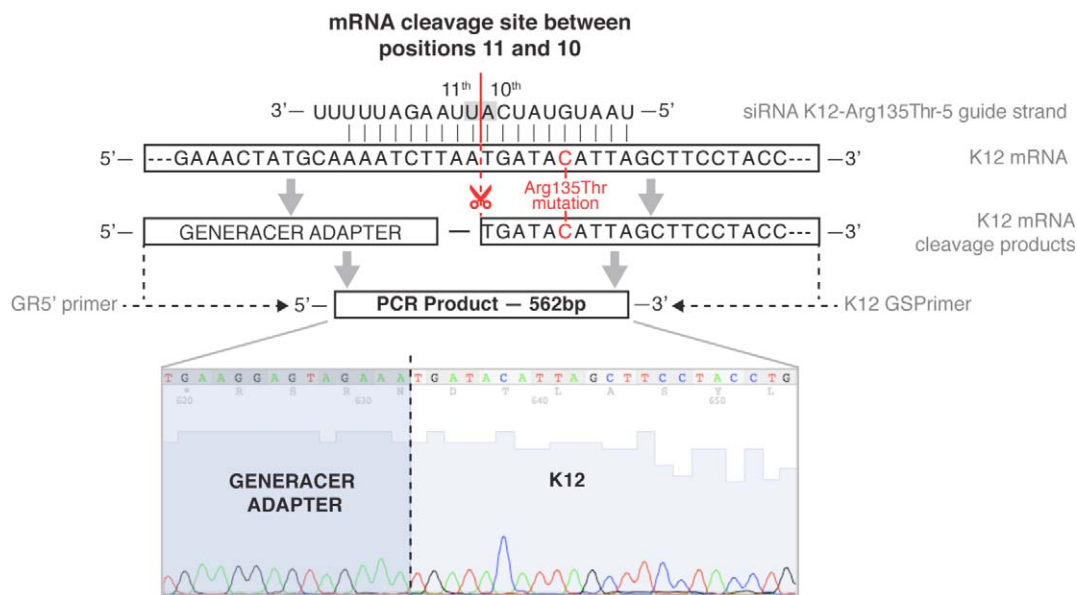 mRNA cleavage site between
positions 11 and 10
11th 10th
3’— UUUUUAGAAUUACUAUGUAAU —5’
siRNA K12-Arg135Thr-5 guide strand
5’— ---GAAACTATGCAAAATCTTAATGATACATTAGCTTCCTACC--- —3’
K12 mRNA
Arg135Thr
mutation
5’— GENERACER ADAPTER — TGATACATTAGCTTCCTACC--- —3’
K12 mRNA
cleavage products
GR5’ primer
5’— PCR Product — 562bp —3’
K12 GSPrimer
T G A A G G A G T A G A A A T G A T A C A T T A G C T T C C T A C C T G
* R S R N D T L A S Y L
620 630 640 650
GENERACER
ADAPTER
K12